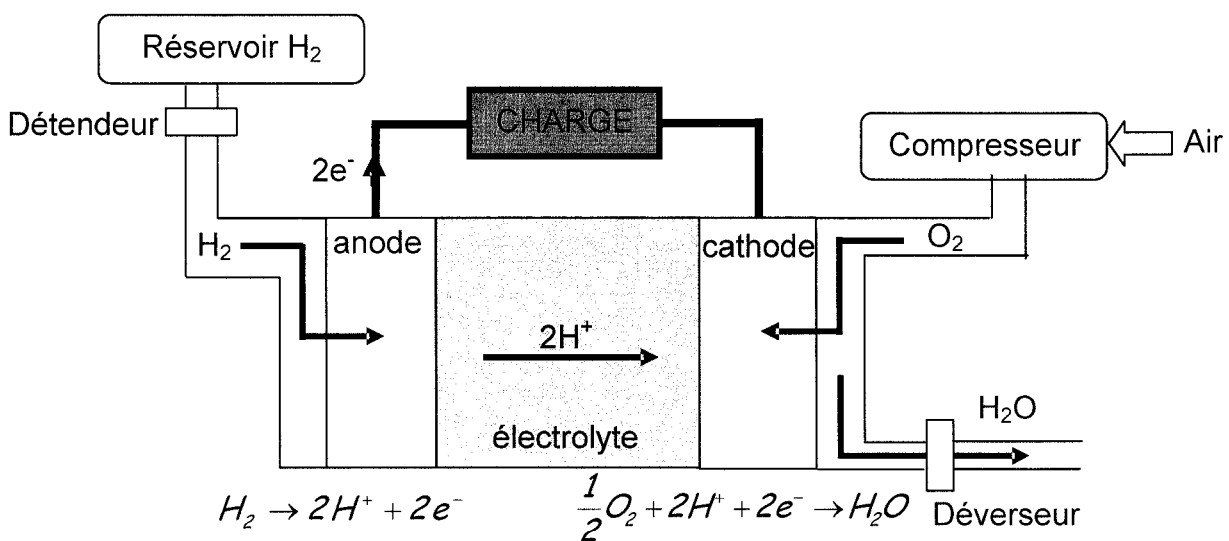 Réservoir H₂
Détendeur
CHARGE
Compresseur
Air
2e⁻
H₂
anode
cathode
O₂
2H⁺
électrolyte
H₂O
H₂ → 2H⁺ + 2e⁻
1/2 O₂ + 2H⁺ + 2e⁻ → H₂O
Déverseur